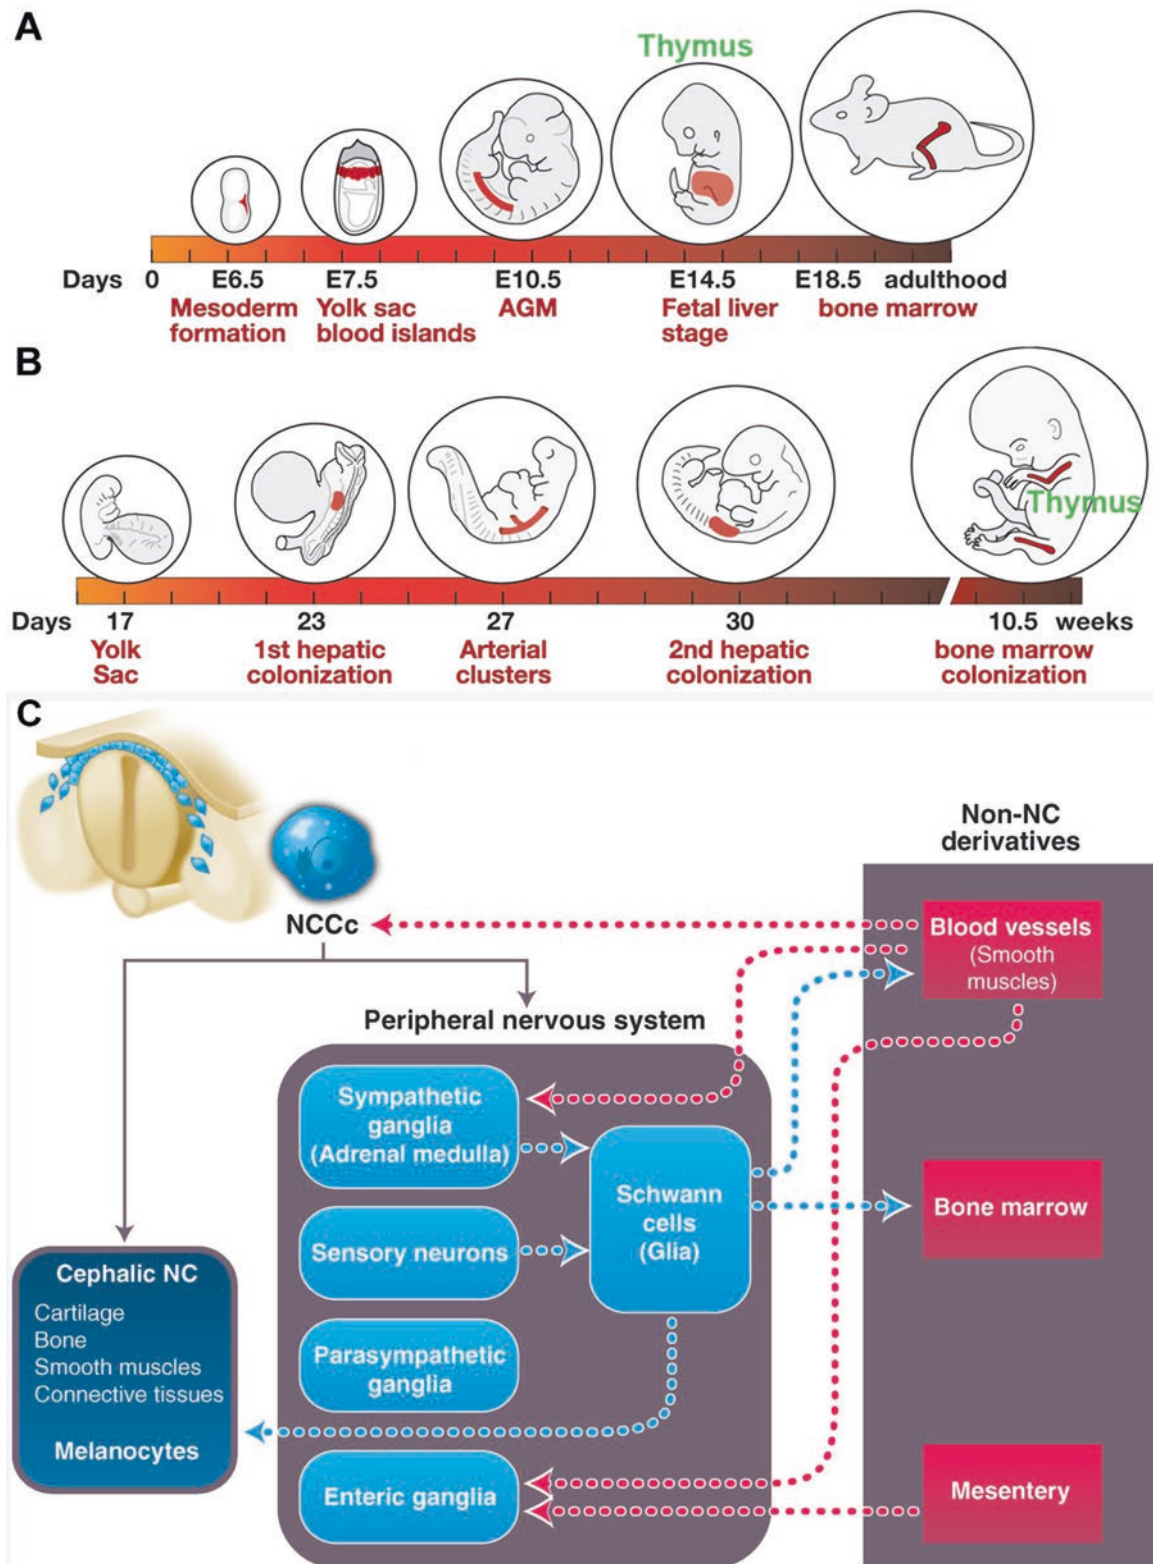 A
Thymus
Days 0 E6.5 E7.5 E10.5 E14.5 E18.5 adulthood
Mesoderm formation
Yolk sac blood islands
AGM
Fetal liver stage
bone marrow
B
Thymus
Days 17 23 27 30 10.5 weeks
Yolk Sac
1st hepatic colonization
Arterial clusters
2nd hepatic colonization
bone marrow colonization
C
NCCc
Non-NC
derivatives
Blood vessels
(Smooth
muscles)
Peripheral nervous system
Sympathetic
ganglia
(Adrenal medulla)
Schwann
cells
(Glia)
Bone marrow
Sensory neurons
Cephalic NC
Cartilage
Bone
Smooth muscles
Connective tissues
Melanocytes
Parasympathetic
ganglia
Enteric ganglia
Mesentery